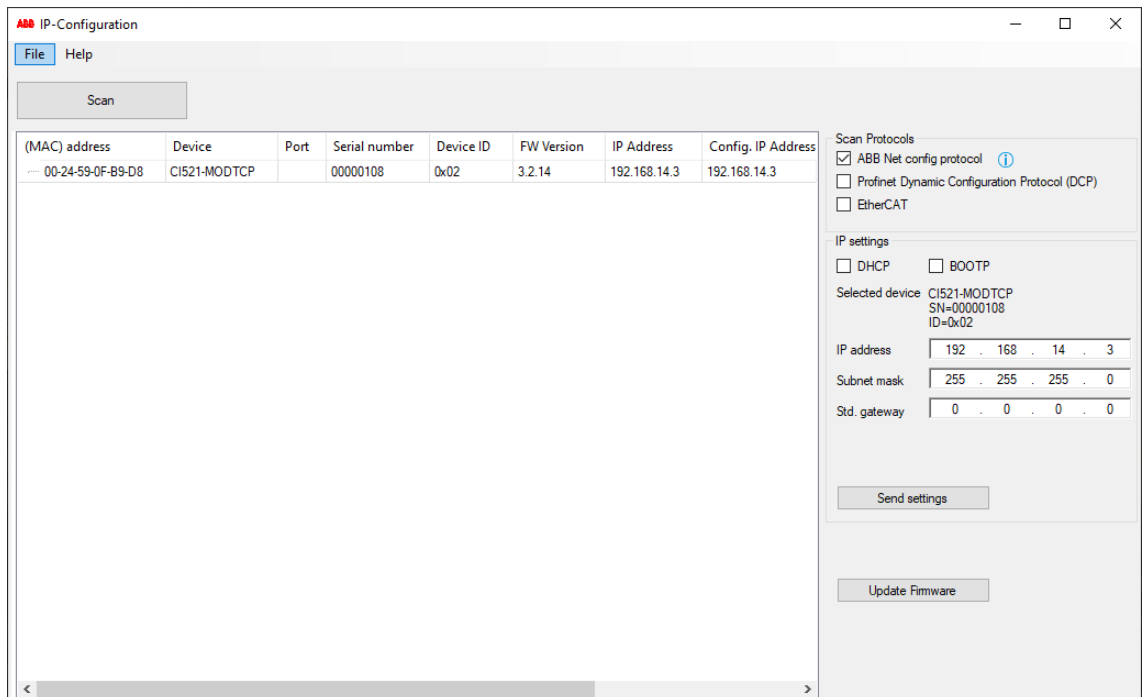 ABB IP-Configuration
File Help
Scan
(MAC) address Device Port Serial number Device ID FW Version IP Address Config. IP Address
00-24-59-0F-B9-D8 CI521-MODTCP 00000108 0x02 3.2.14 192.168.14.3 192.168.14.3
Scan Protocols
ABB Net config protocol
Profinet Dynamic Configuration Protocol (DCP)
EtherCAT
IP settings
DHCP BOOTP
Selected device CI521-MODTCP
SN=00000108
ID=0x02
IP address 192 . 168 . 14 . 3
Subnet mask 255 . 255 . 255 . 0
Std. gateway 0 . 0 . 0 . 0
Send settings
Update Firmware